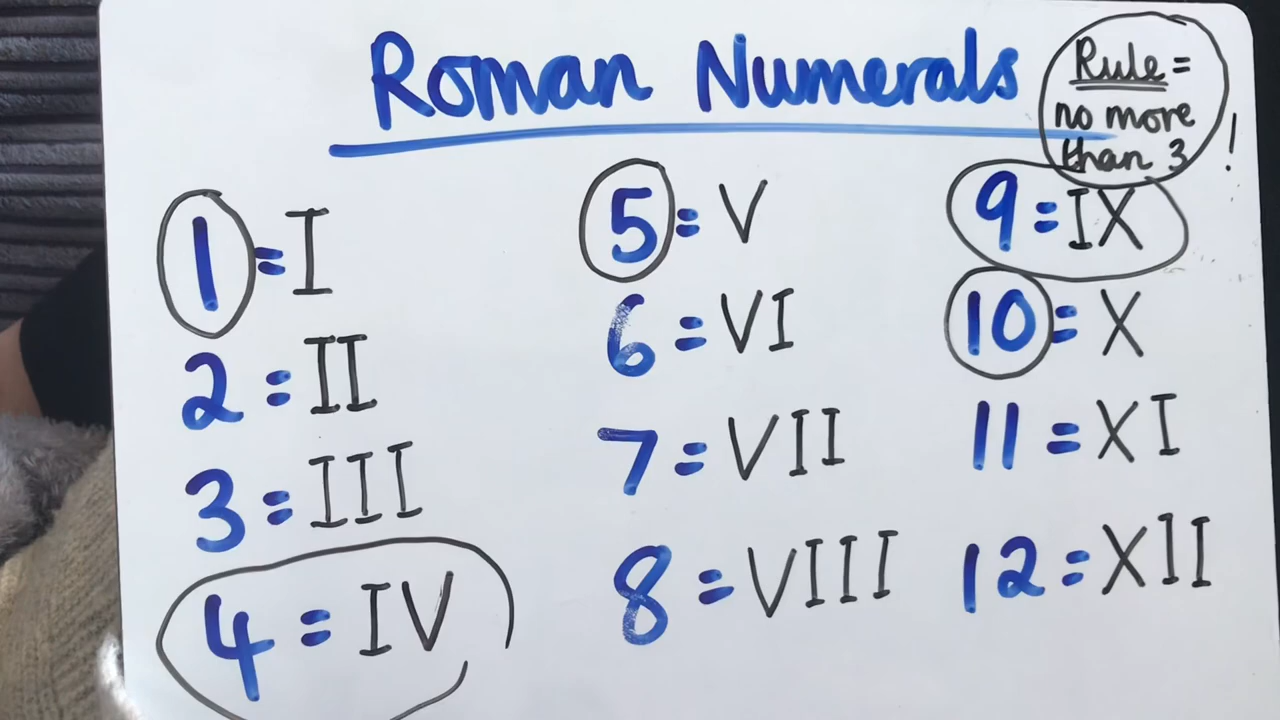 Roman Numerals
Rule =
no more
than 3 !
1 = I
2 = II
3 = III
4 = IV
5 = V
6 = VI
7 = VII
8 = VIII
9 = IX
10 = X
11 = XI
12 = XII